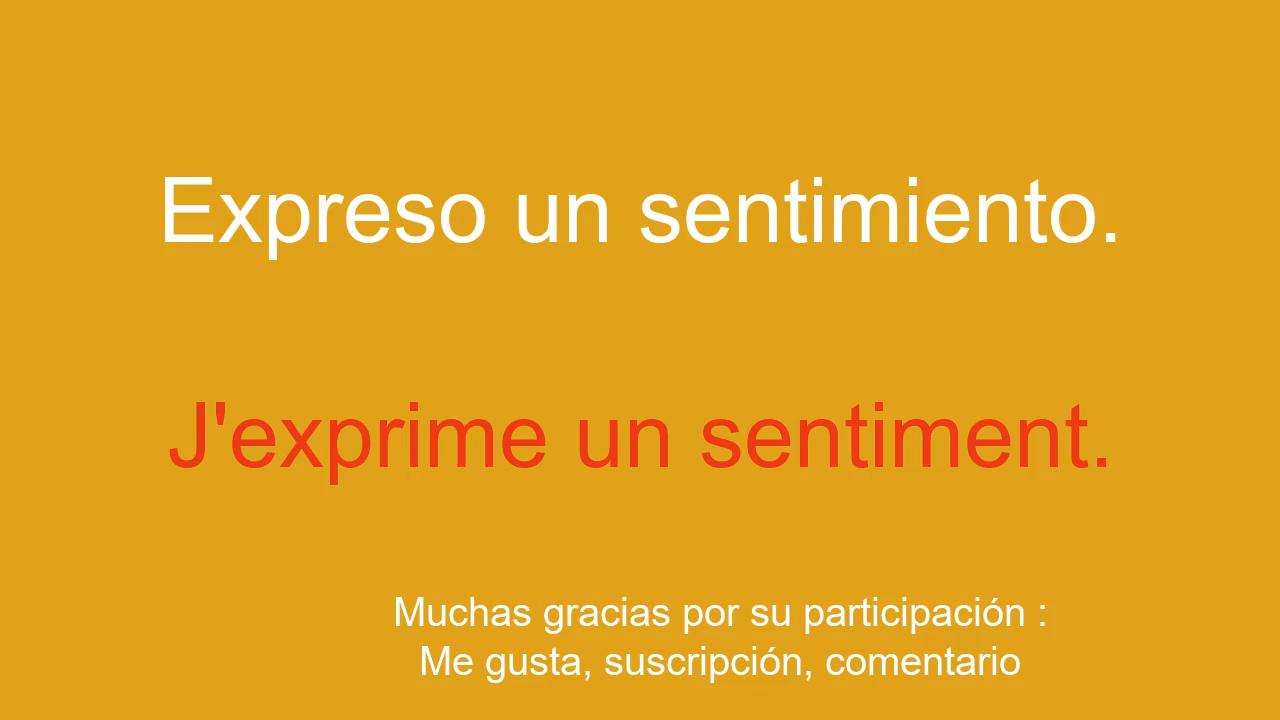 Expreso un sentimiento.
J'exprime un sentiment.
Muchas gracias por su participación :
Me gusta, suscripción, comentario